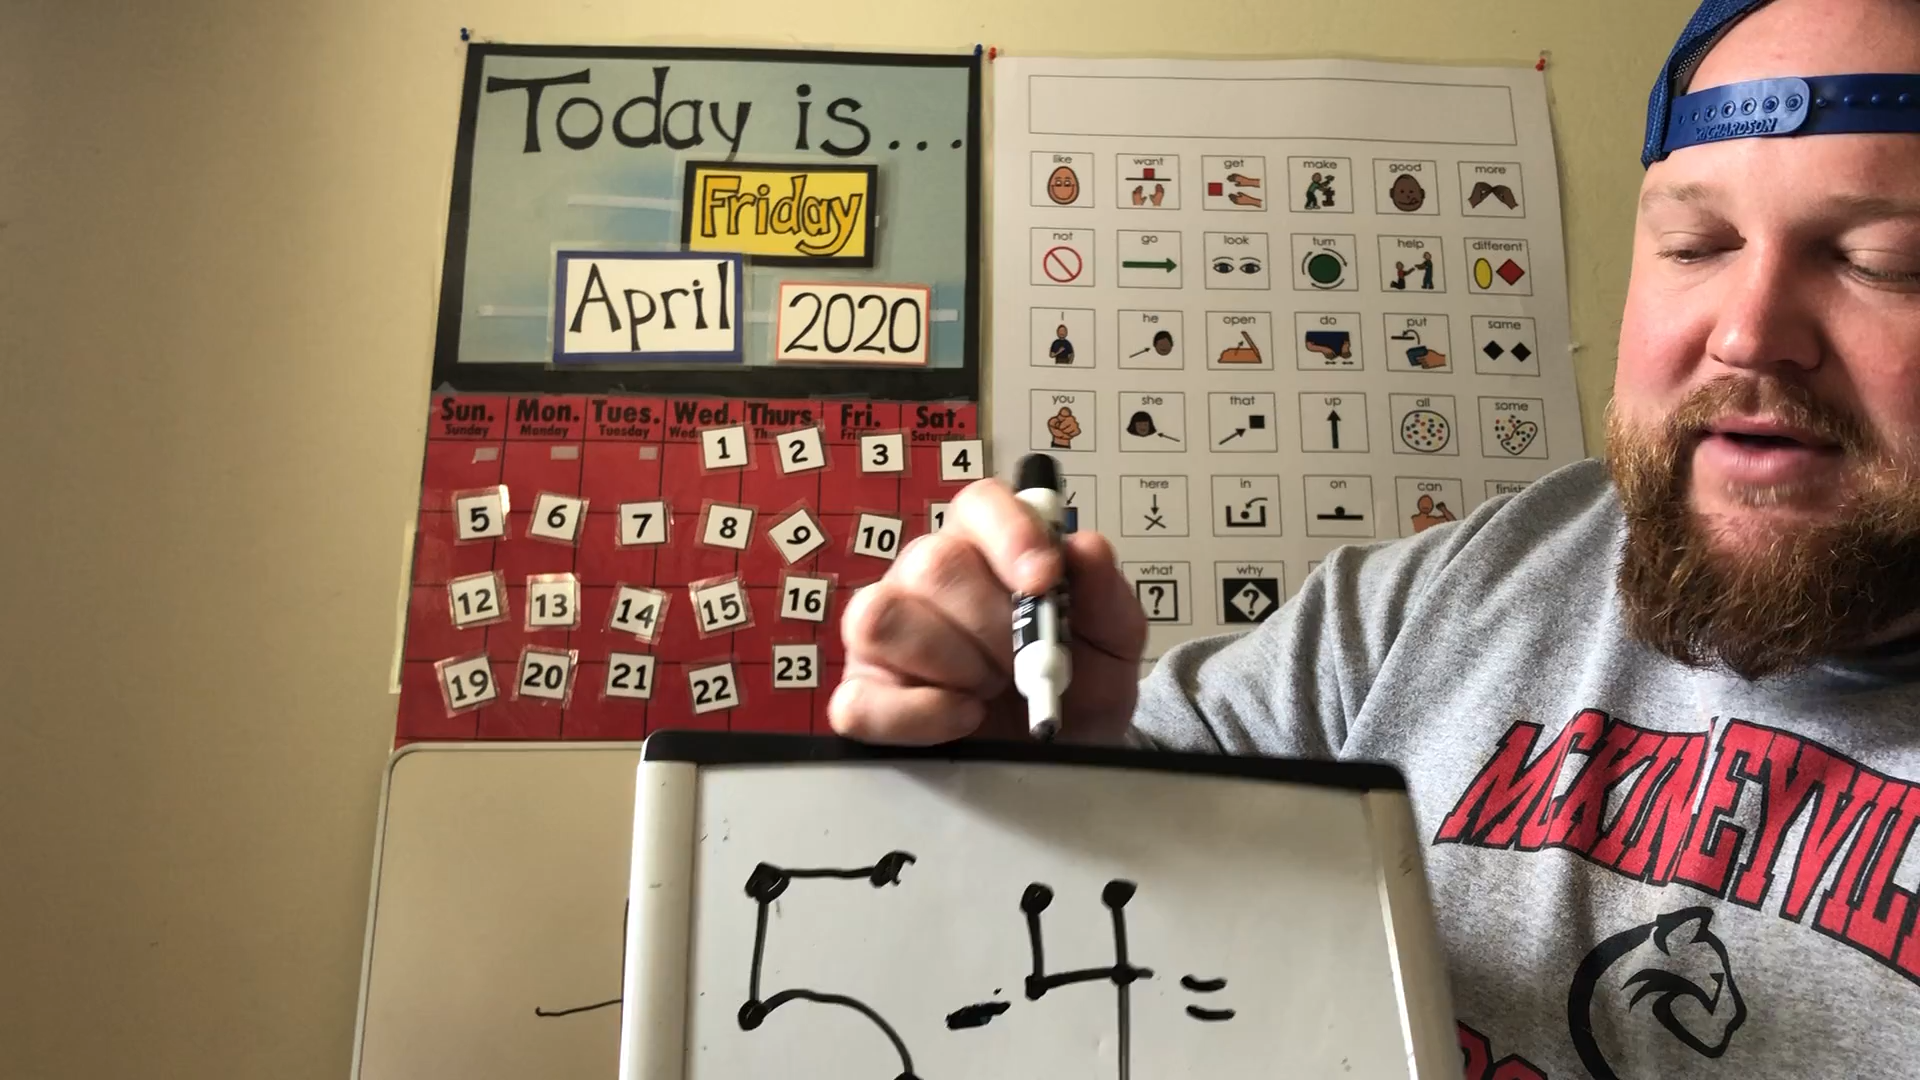 Today is...
Friday
April
2020
Sun. Mon. Tues. Wed. Thurs. Fri. Sat.
Sunday Monday Tuesday
1 2 3 4
5 6 7 8 9 10
12 13 14 15 16
19 20 21 22 23
like want get make good more
not go look turn help different
I he open do put same
you she that up all some
here in on can
what why
?
?
RICHARDSON
5 - 4 =